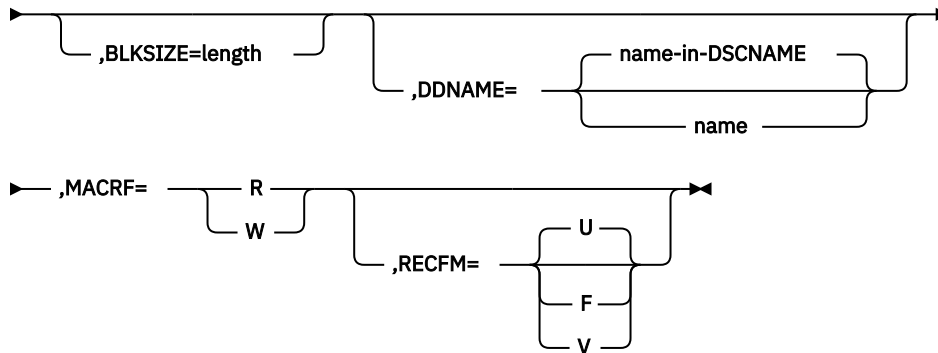 ,BLKSIZE=length
,DDNAME=
name-in-DSCNAME
name
,MACRF=
R
W
,RECFM=
U
F
V